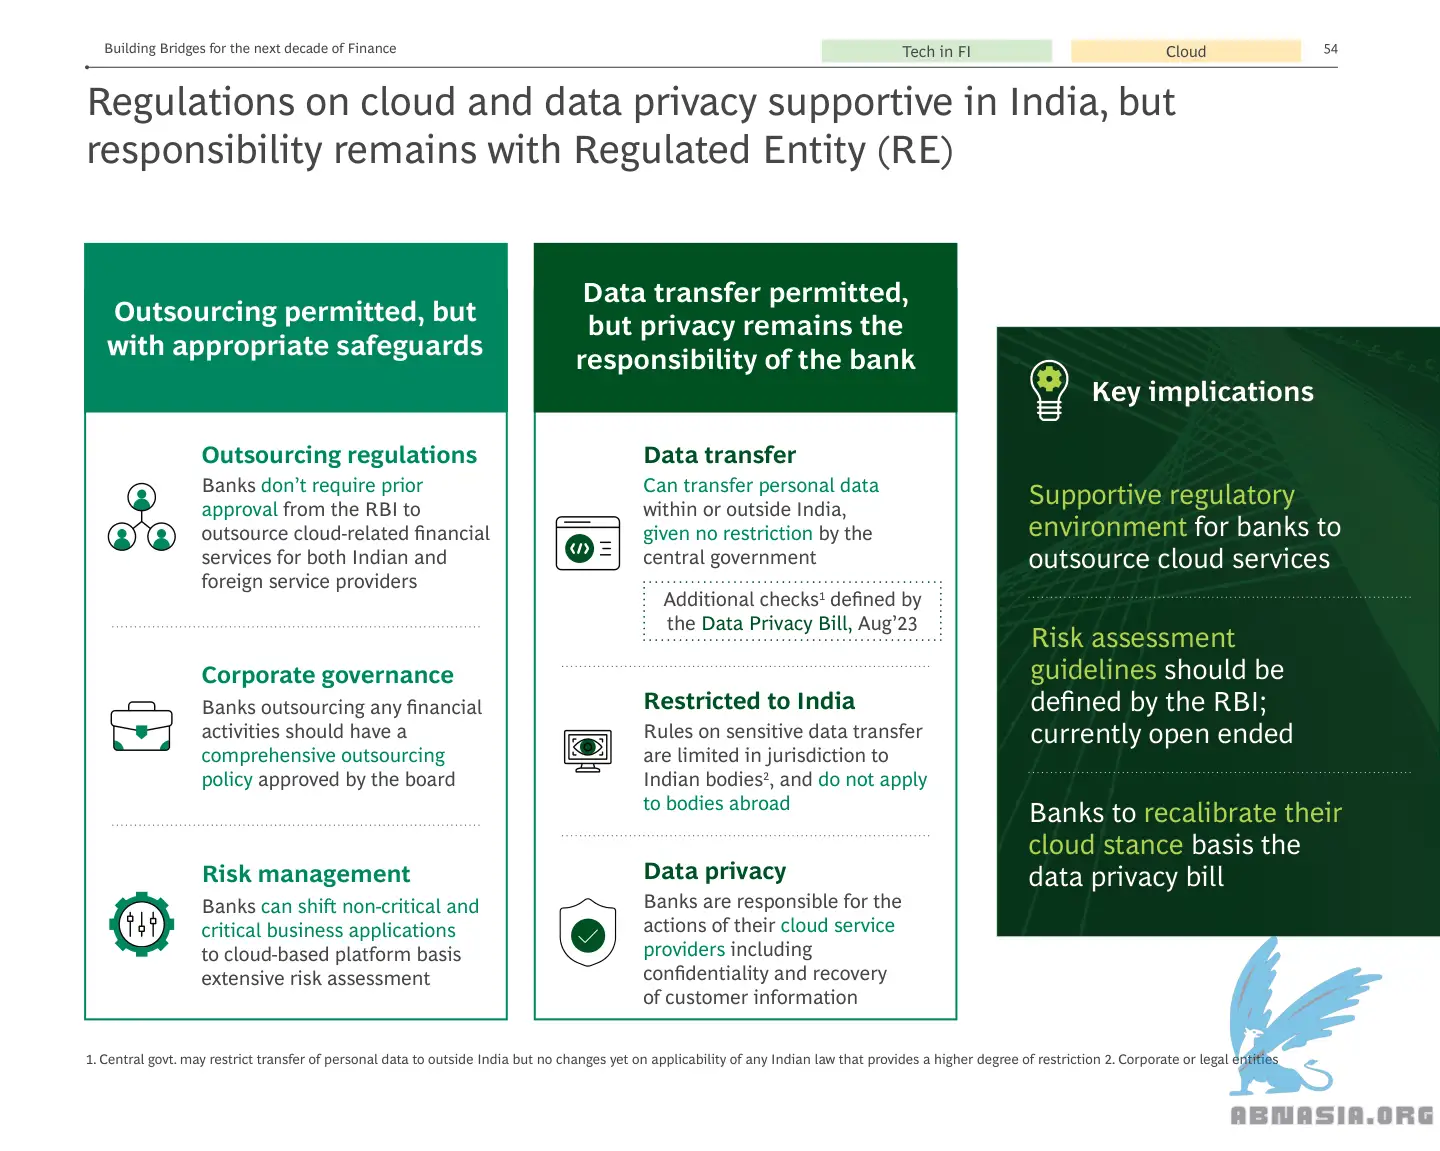 Building Bridges for the next decade of Finance
Tech in FI
Cloud
54
Regulations on cloud and data privacy supportive in India, but
responsibility remains with Regulated Entity (RE)
Outsourcing permitted, but
with appropriate safeguards
Outsourcing regulations
Banks don’t require prior
approval from the RBI to
outsource cloud-related financial
services for both Indian and
foreign service providers
Corporate governance
Banks outsourcing any financial
activities should have a
comprehensive outsourcing
policy approved by the board
Risk management
Banks can shift non-critical and
critical business applications
to cloud-based platform basis
extensive risk assessment
Data transfer permitted,
but privacy remains the
responsibility of the bank
Data transfer
Can transfer personal data
within or outside India,
given no restriction by the
central government
Additional checks¹ defined by
the Data Privacy Bill, Aug’23
Restricted to India
Rules on sensitive data transfer
are limited in jurisdiction to
Indian bodies², and do not apply
to bodies abroad
Data privacy
Banks are responsible for the
actions of their cloud service
providers including
confidentiality and recovery
of customer information
Key implications
Supportive regulatory
environment for banks to
outsource cloud services
Risk assessment
guidelines should be
defined by the RBI;
currently open ended
Banks to recalibrate their
cloud stance basis the
data privacy bill
1. Central govt. may restrict transfer of personal data to outside India but no changes yet on applicability of any Indian law that provides a higher degree of restriction 2. Corporate or legal entities
ABNASIA.ORG